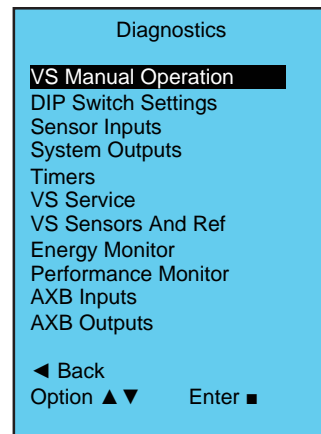 Diagnostics
VS Manual Operation
DIP Switch Settings
Sensor Inputs
System Outputs
Timers
VS Service
VS Sensors And Ref
Energy Monitor
Performance Monitor
AXB Inputs
AXB Outputs
◄ Back
Option ▲▼ Enter ■